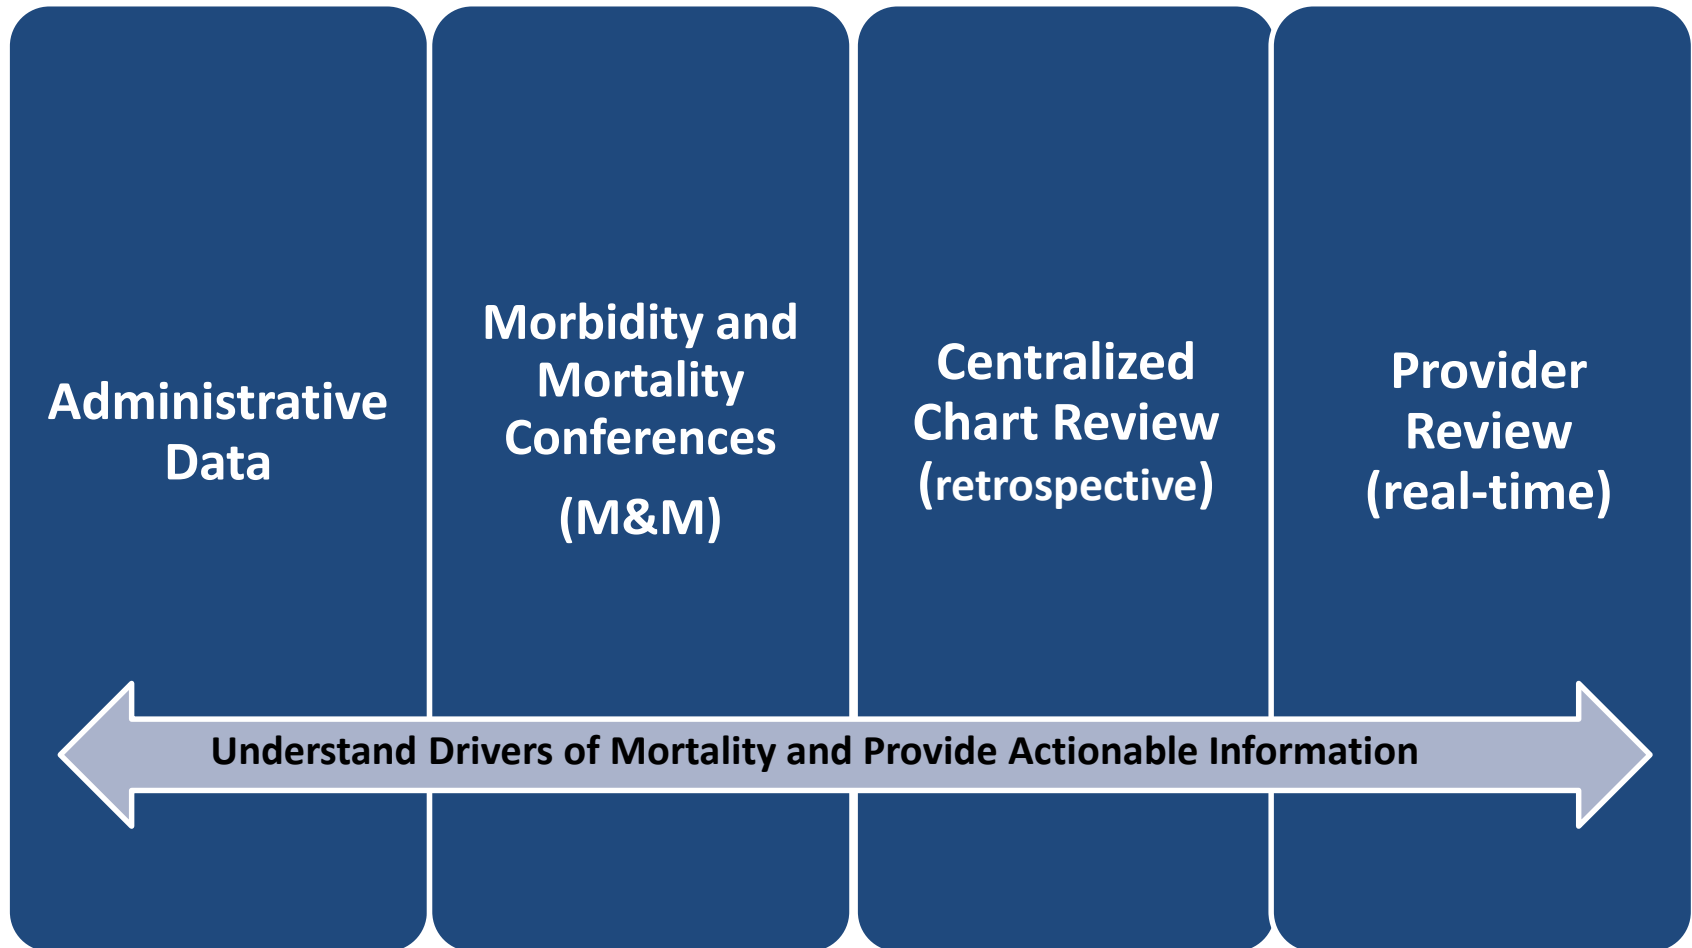 Administrative
Data
Morbidity and
Mortality
Conferences
(M&M)
Centralized
Chart Review
(retrospective)
Provider
Review
(real-time)
Understand Drivers of Mortality and Provide Actionable Information